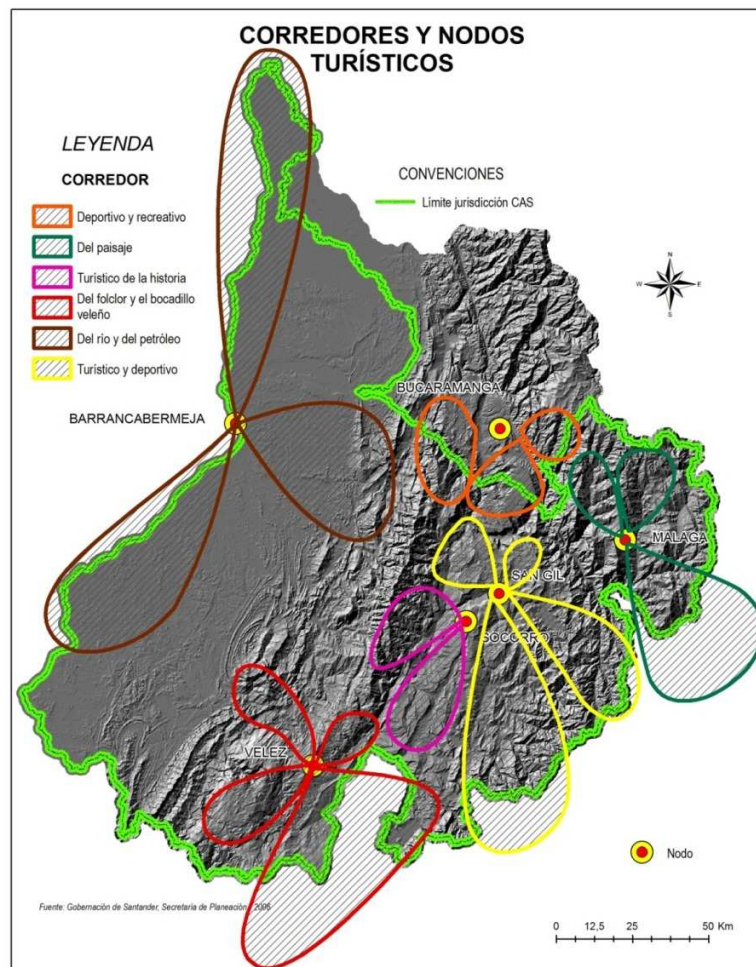 CORREDORES Y NODOS
TURÍSTICOS
LEYENDA
CORREDOR
Deportivo y recreativo
Del paisaje
Turístico de la historia
Del folclor y el bocadillo
veleño
Del río y del petróleo
Turístico y deportivo
CONVENCIONES
Límite jurisdicción CAS
N
W
E
S
BUCARAMANGA
BARRANCABERMEJA
MALAGA
SAN GIL
SOCORRO
VELEZ
Nodo
Fuente: Gobernación de Santander, Secretaria de Planeación, 2006
0 12,5 25 50 Km